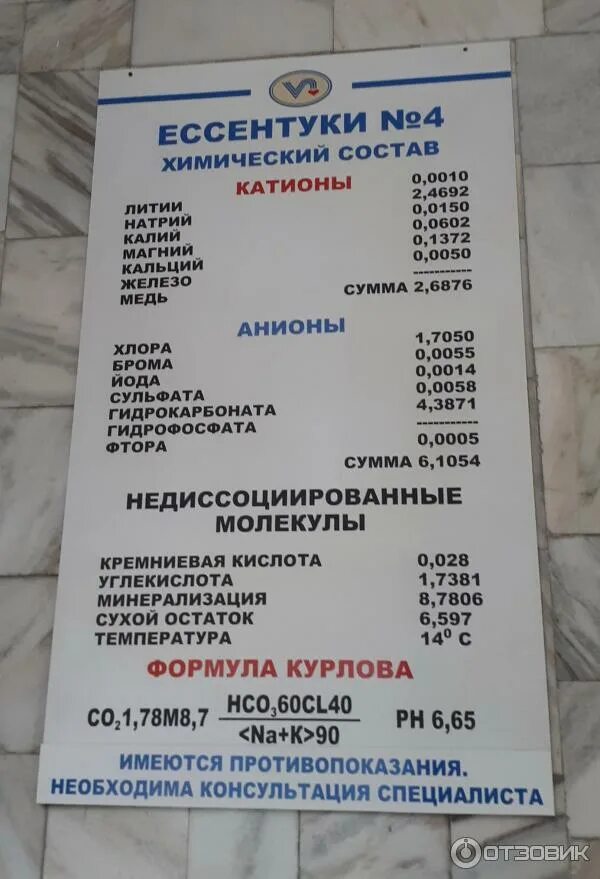 ЕССЕНТУКИ №4
ХИМИЧЕСКИЙ СОСТАВ
КАТИОНЫ
ЛИТИИ 0,0010
НАТРИЙ 2,4692
КАЛИЙ 0,0150
МАГНИЙ 0,0602
КАЛЬЦИЙ 0,1372
ЖЕЛЕЗО 0,0050
МЕДЬ -----------
СУММА 2,6876
АНИОНЫ
ХЛОРА 1,7050
БРОМА 0,0055
ЙОДА 0,0014
СУЛЬФАТА 0,0058
ГИДРОКАРБОНАТА 4,3871
ГИДРОФОСФАТА -----------
ФТОРА 0,0005
СУММА 6,1054
НЕДИССОЦИИРОВАННЫЕ
МОЛЕКУЛЫ
КРЕМНИЕВАЯ КИСЛОТА 0,028
УГЛЕКИСЛОТА 1,7381
МИНЕРАЛИЗАЦИЯ 8,7806
СУХОЙ ОСТАТОК 6,597
ТЕМПЕРАТУРА 14⁰ С
ФОРМУЛА КУРЛОВА
CO₂1,78M8,7 HCO₃60CL40 PH 6,65
<Na+K>90
ИМЕЮТСЯ ПРОТИВОПОКАЗАНИЯ.
НЕОБХОДИМА КОНСУЛЬТАЦИЯ СПЕЦИАЛИСТА
ОТЗОВИК